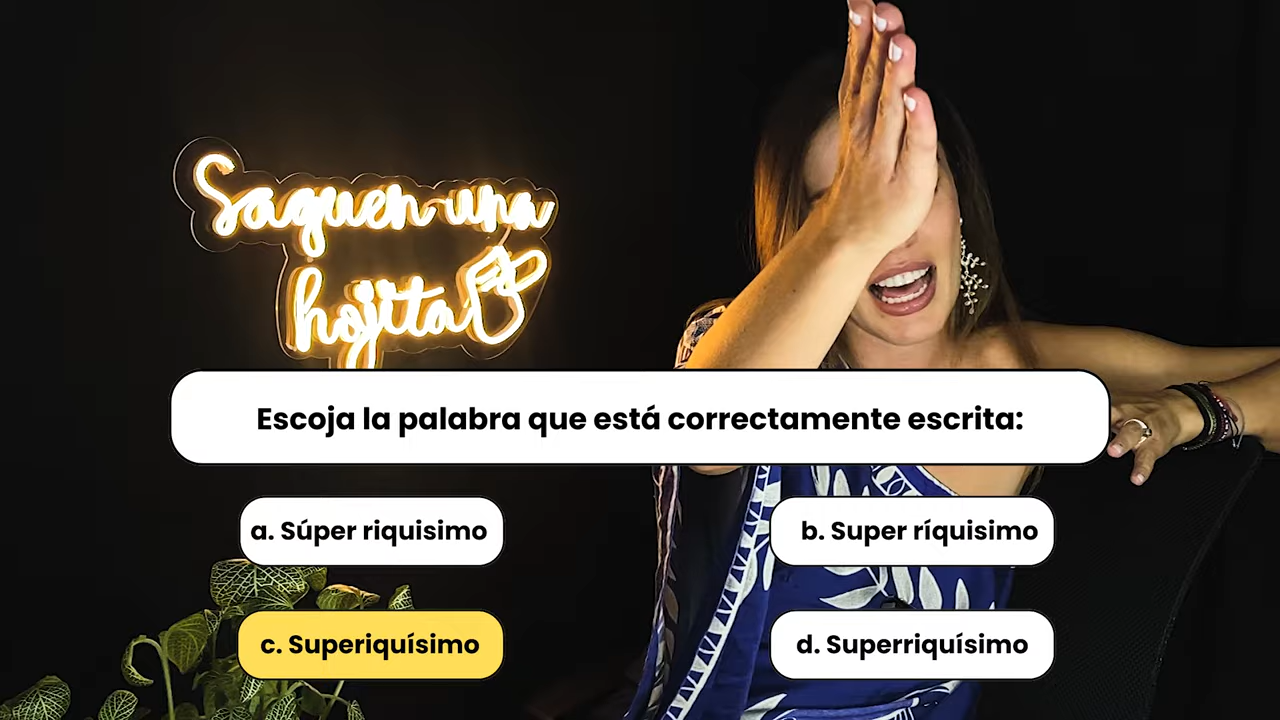 Saquen una
hojita
Escoja la palabra que está correctamente escrita:
a. Súper riquisimo
b. Super ríquisimo
c. Superiquísimo
d. Superriquísimo